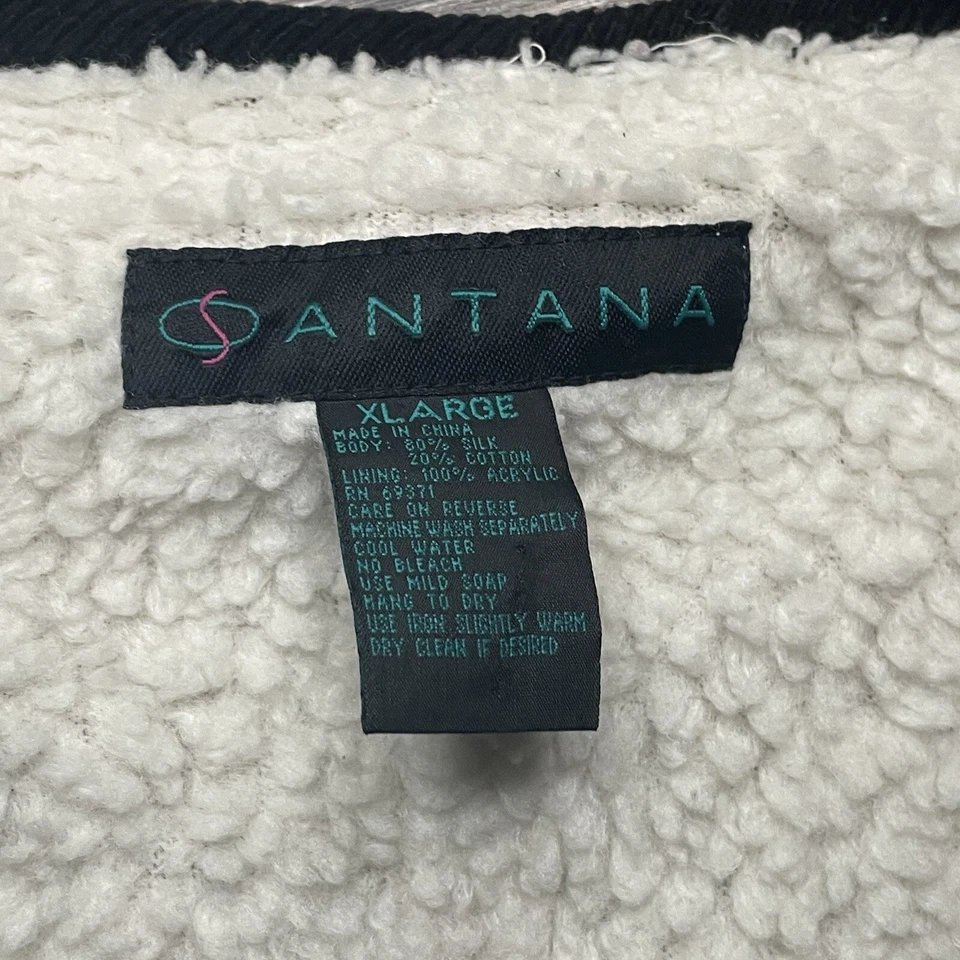 SANTANA
XLARGE
MADE IN CHINA
BODY: 80% SILK
20% COTTON
LINING: 100% ACRYLIC
RN 69371
CARE ON REVERSE
MACHINE WASH SEPARATELY
COOL WATER
NO BLEACH
USE MILD SOAP
HANG TO DRY
USE IRON SLIGHTLY WARM
DRY CLEAN IF DESIRED